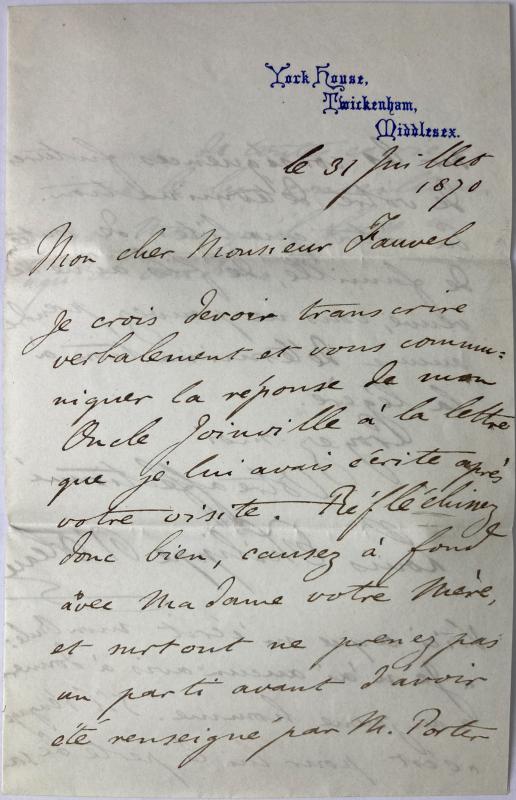 York House,
Twickenham,
Middlesex.
le 31 Juillet
1870
Mon cher Monsieur Fauvel
Je crois devoir transcrire
verbalement et vous commu=
niquer la réponse de mon
Oncle Joinville à la lettre
que je lui avais écrite après
votre visite. Réfléchissez
donc bien, causez à fond
avec Madame votre Mère,
et surtout ne prenez pas
un parti avant d'avoir
été renseigné par M. Porter